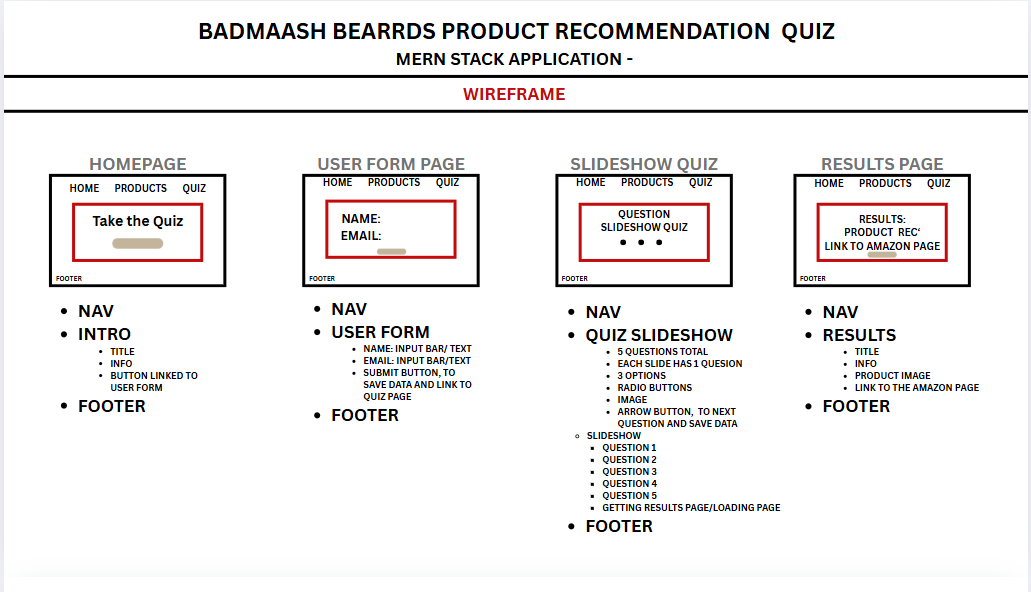 BADMAASH BEARRDS PRODUCT RECOMMENDATION QUIZ
MERN STACK APPLICATION -
WIREFRAME
HOMEPAGE
HOME PRODUCTS QUIZ
Take the Quiz
FOOTER
• NAV
• INTRO
• TITLE
• INFO
• BUTTON LINKED TO
USER FORM
• FOOTER
USER FORM PAGE
HOME PRODUCTS QUIZ
NAME:
EMAIL:
FOOTER
• NAV
• USER FORM
• NAME: INPUT BAR/ TEXT
• EMAIL: INPUT BAR/TEXT
• SUBMIT BUTTON, TO
SAVE DATA AND LINK TO
QUIZ PAGE
• FOOTER
SLIDESHOW QUIZ
HOME PRODUCTS QUIZ
QUESTION
SLIDESHOW QUIZ
• • •
FOOTER
• NAV
• QUIZ SLIDESHOW
• 5 QUESTIONS TOTAL
• EACH SLIDE HAS 1 QUESION
• 3 OPTIONS
• RADIO BUTTONS
• IMAGE
• ARROW BUTTON, TO NEXT
QUESTION AND SAVE DATA
◦ SLIDESHOW
▪ QUESTION 1
▪ QUESTION 2
▪ QUESTION 3
▪ QUESTION 4
▪ QUESTION 5
▪ GETTING RESULTS PAGE/LOADING PAGE
• FOOTER
RESULTS PAGE
HOME PRODUCTS QUIZ
RESULTS:
PRODUCT REC‘
LINK TO AMAZON PAGE
FOOTER
• NAV
• RESULTS
• TITLE
• INFO
• PRODUCT IMAGE
• LINK TO THE AMAZON PAGE
• FOOTER